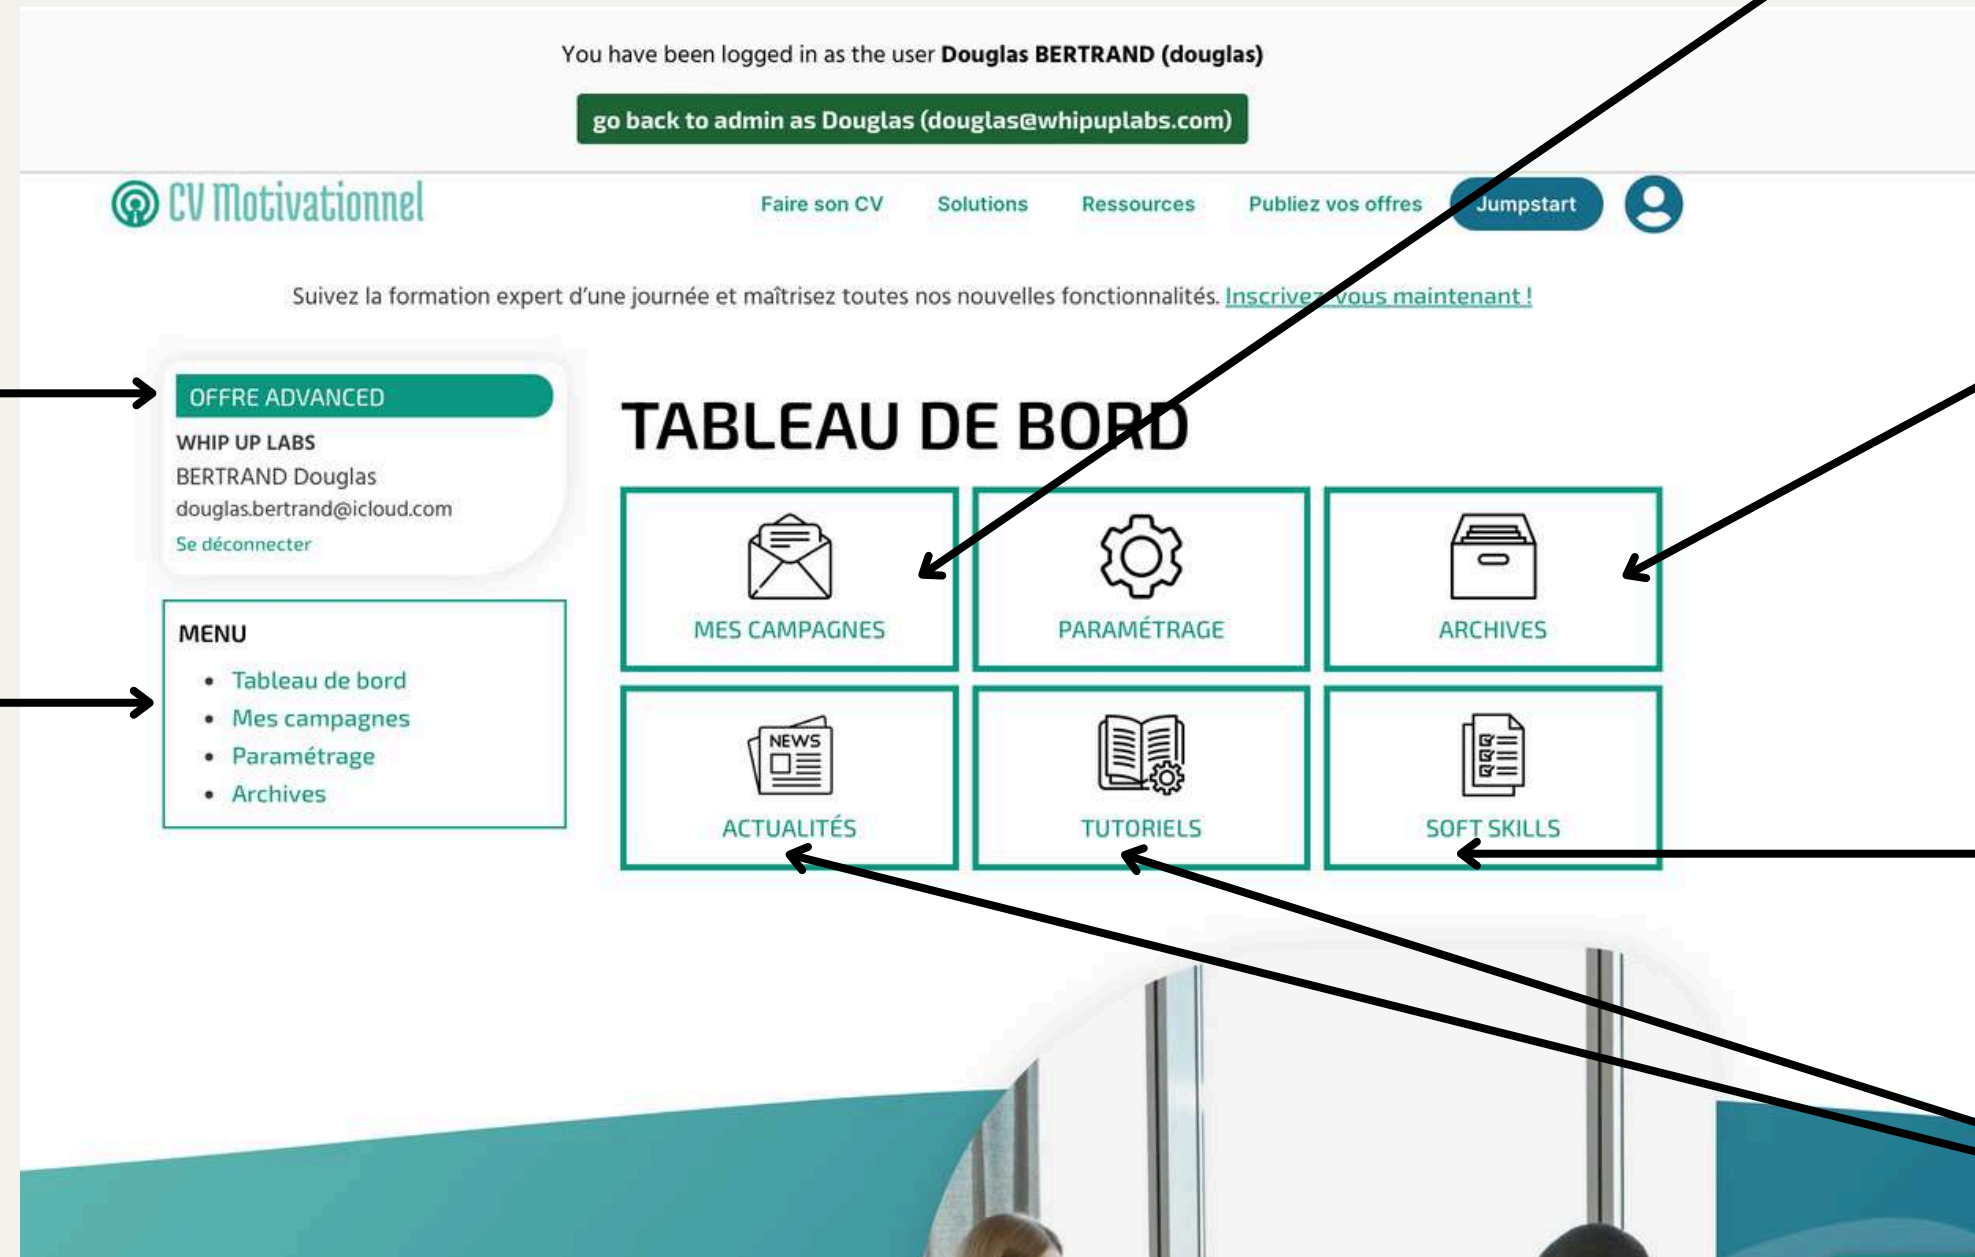 You have been logged in as the user Douglas BERTRAND (douglas)
go back to admin as Douglas (douglas@whipuplabs.com)
CV Motivationnel
Faire son CV
Solutions
Ressources
Publiez vos offres
Jumpstart
Suivez la formation expert d'une journée et maîtrisez toutes nos nouvelles fonctionnalités. Inscrivez-vous maintenant !
OFFRE ADVANCED
WHIP UP LABS
BERTRAND Douglas
douglas.bertrand@icloud.com
Se déconnecter
MENU
Tableau de bord
Mes campagnes
Paramétrage
Archives
TABLEAU DE BORD
MES CAMPAGNES
PARAMÉTRAGE
ARCHIVES
NEWS
ACTUALITÉS
TUTORIELS
SOFT SKILLS